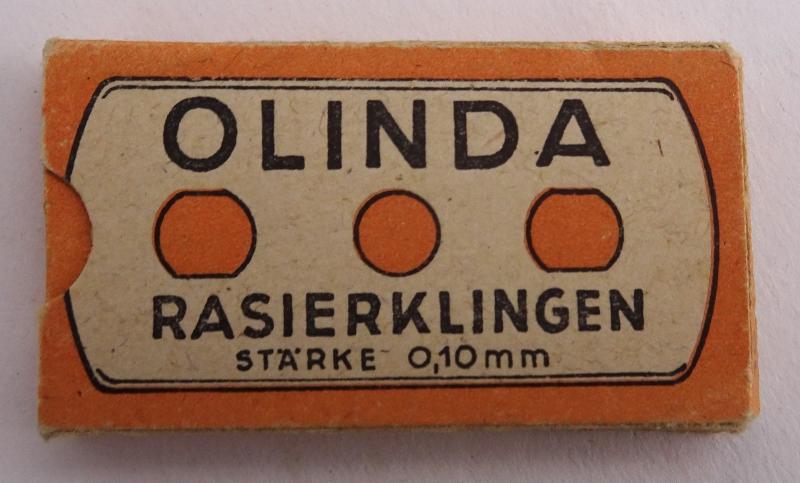 OLINDA
RASIERKLINGEN
STÄRKE 0,10mm